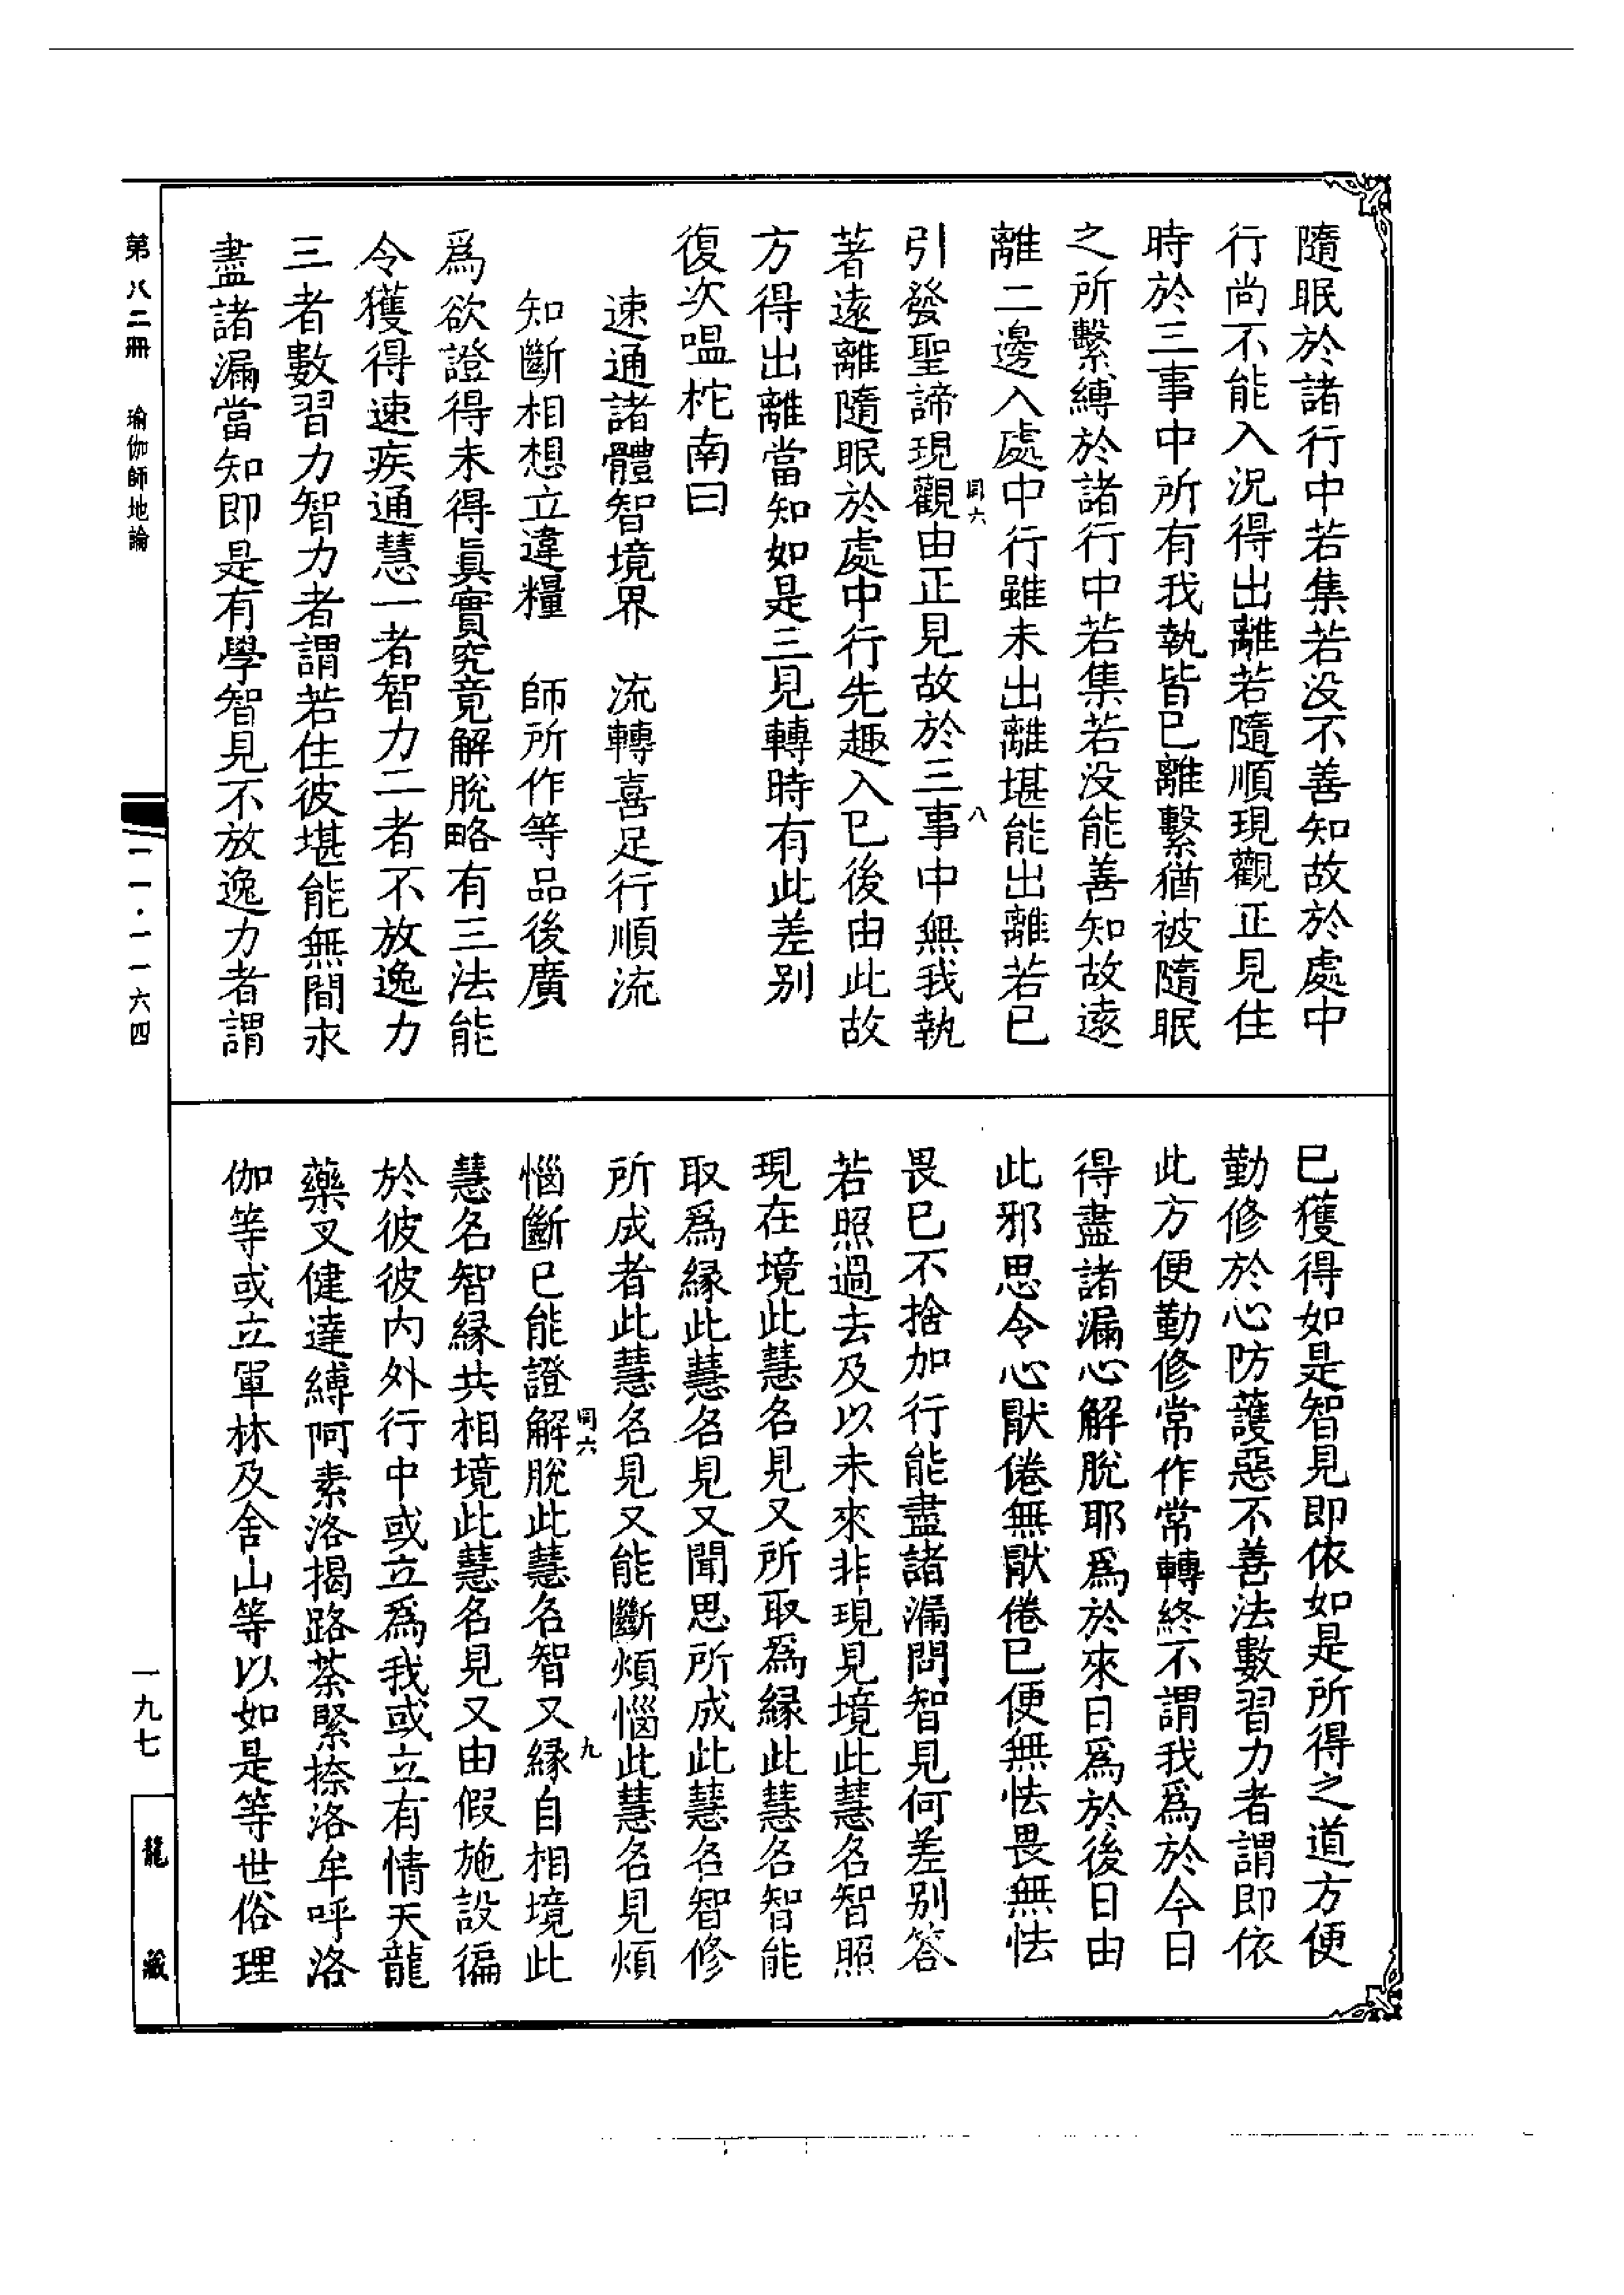 隨眠於諸行中若集若没不善知故於處中
行尚不能入況得出離若隨順現觀正見住
時於三事中所有我執皆已離繫猶被隨眠
之所繫縛於諸行中若集若没能善知故遠
離二邊入處中行雖未出離堪能出離若已
罔六 八
引發聖諦現觀由正見故於三事中無我執
著遠離隨眠於處中行先趣入已後由此故
方得出離當知如是三見轉時有此差别
復次嗢柁南曰
速通諸體智境界　流轉喜足行順流
知斷相想立違糧　師所作等品後廣
爲欲證得未得眞實究竟解脫略有三法能
令獲得速疾通慧一者智力二者不放逸力
三者數習力智力者謂若住彼堪能無間求
盡諸漏當知即是有學智見不放逸力者謂
已獲得如是智見即依如是所得之道方便
勤修於心防護惡不善法數習力者謂即依
此方便勤修常作常轉終不謂我爲於今日
得盡諸漏心解脫耶爲於來日爲於後日由
此邪思令心猒倦無猒倦已便無怯畏無怯
畏已不捨加行能盡諸漏問智見何差别答
若照過去及以未來非現見境此慧名智照
現在境此慧名見又所取爲縁此慧名智能
取爲縁此慧名見又聞思所成此慧名智修
所成者此慧名見又能斷煩惱此慧名見煩
罔六 九
惱斷已能證解脫此慧名智又縁自相境此
慧名智縁共相境此慧名見又由假施設徧
於彼彼内外行中或立爲我或立有情天龍
藥叉健達縛阿素洛揭路荼緊捺洛牟呼洛
伽等或立軍林及舍山等以如是等世俗理
第八二冊　瑜伽師地論
一一一·一一六四
一九七
龍藏